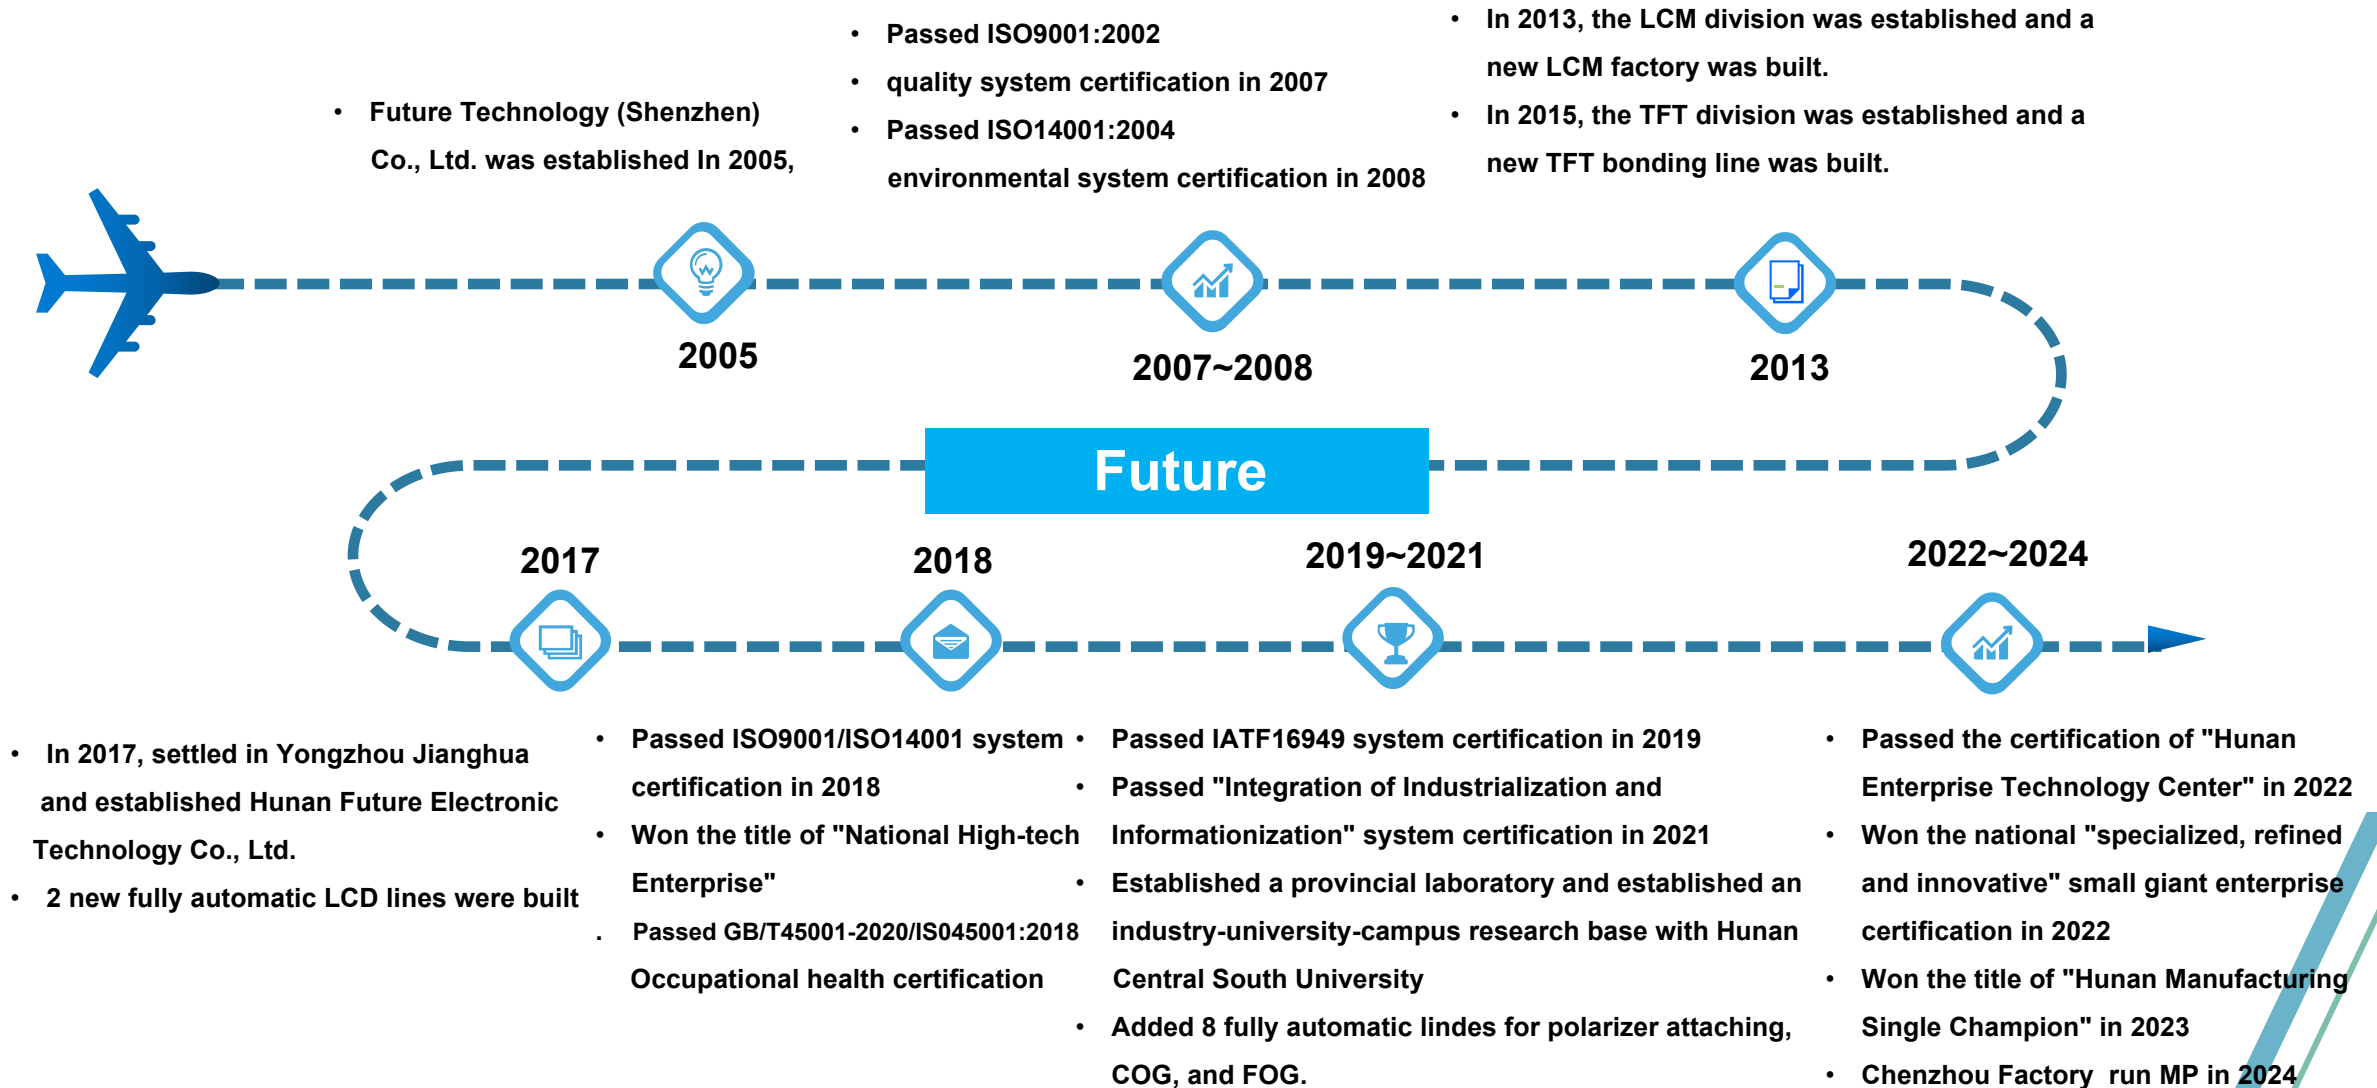 • Future Technology (Shenzhen)
Co., Ltd. was established In 2005,
• Passed ISO9001:2002
• quality system certification in 2007
• Passed ISO14001:2004
environmental system certification in 2008
• In 2013, the LCM division was established and a
new LCM factory was built.
• In 2015, the TFT division was established and a
new TFT bonding line was built.
2005
2007~2008
2013
Future
2017
2018
2019~2021
2022~2024
• In 2017, settled in Yongzhou Jianghua
and established Hunan Future Electronic
Technology Co., Ltd.
• 2 new fully automatic LCD lines were built
• Passed ISO9001/ISO14001 system
certification in 2018
• Won the title of "National High-tech
Enterprise"
. Passed GB/T45001-2020/IS045001:2018
Occupational health certification
• Passed IATF16949 system certification in 2019
• Passed "Integration of Industrialization and
Informationization" system certification in 2021
• Established a provincial laboratory and established an
industry-university-campus research base with Hunan
Central South University
• Added 8 fully automatic lindes for polarizer attaching,
COG, and FOG.
• Passed the certification of "Hunan
Enterprise Technology Center" in 2022
• Won the national "specialized, refined
and innovative" small giant enterprise
certification in 2022
• Won the title of "Hunan Manufacturing
Single Champion" in 2023
• Chenzhou Factory run MP in 2024